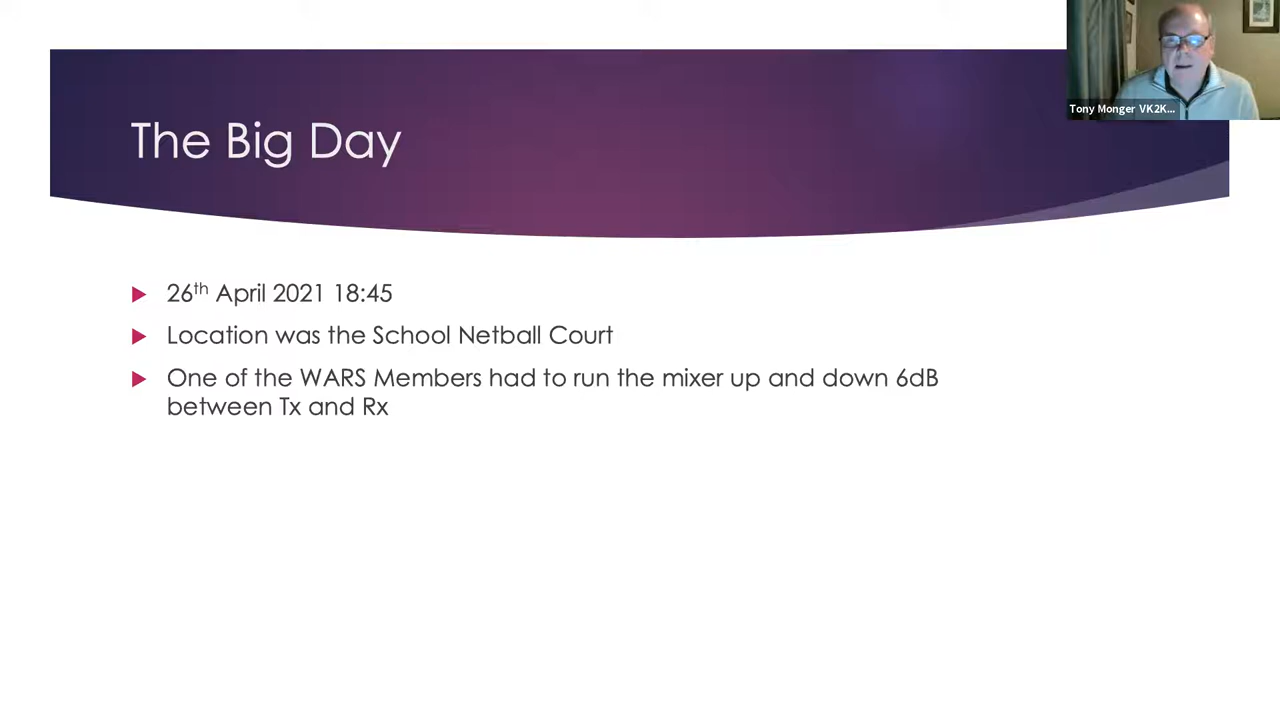 Tony Monger VK2K...
The Big Day
26th April 2021 18:45
Location was the School Netball Court
One of the WARS Members had to run the mixer up and down 6dB
between Tx and Rx